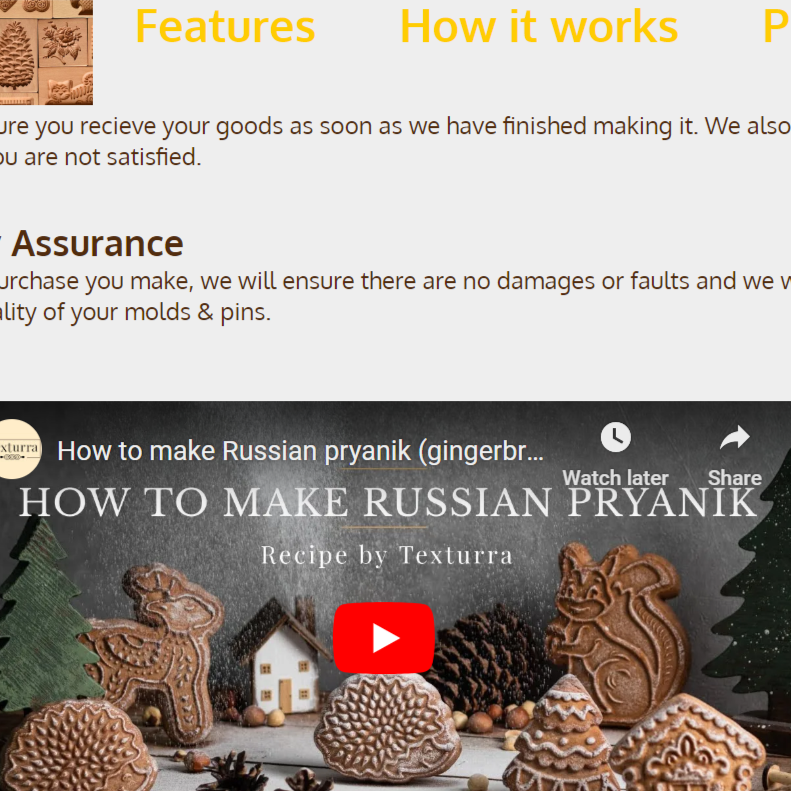 Features How it works P
ure you recieve your goods as soon as we have finished making it. We also
ou are not satisfied.
Assurance
urchase you make, we will ensure there are no damages or faults and we w
ality of your molds & pins.
xturra
How to make Russian pryanik (gingerbr...
Watch later Share
HOW TO MAKE RUSSIAN PRYANIK
Recipe by Texturra